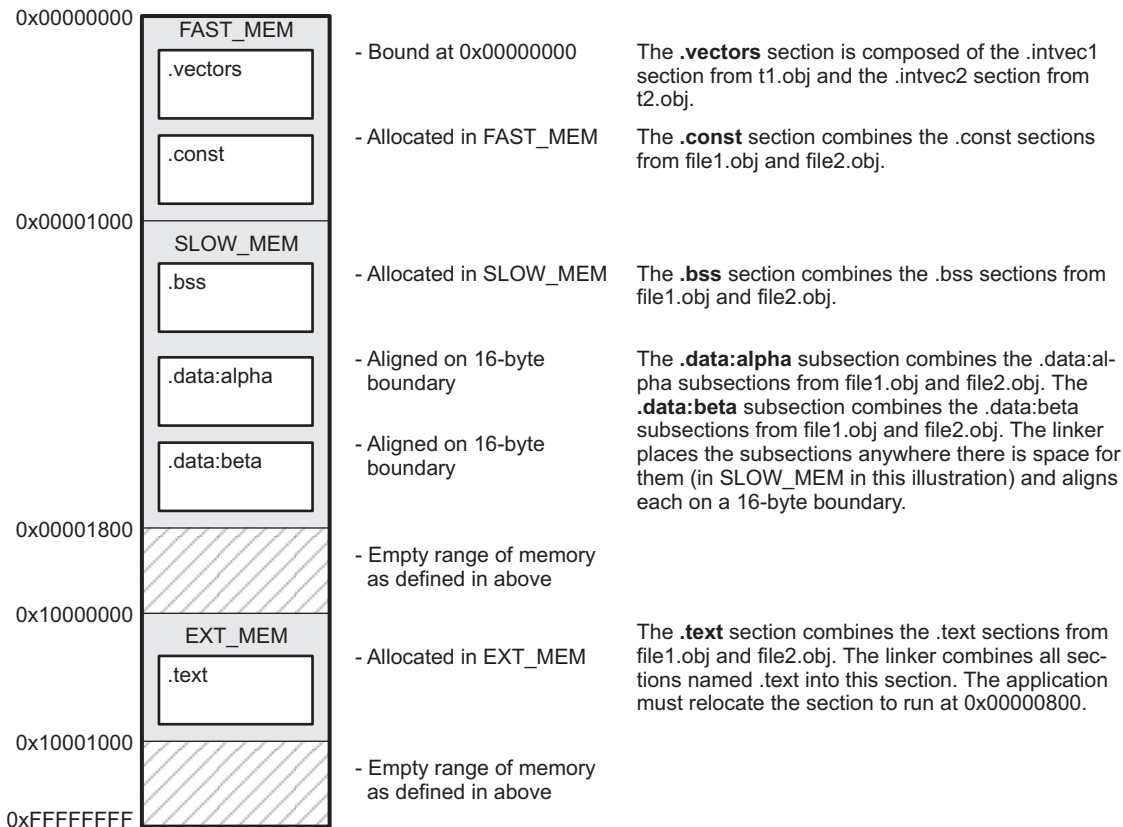 0x00000000
FAST_MEM
.vectors
- Bound at 0x00000000
The .vectors section is composed of the .intvec1
section from t1.obj and the .intvec2 section from
t2.obj.
.const
- Allocated in FAST_MEM
The .const section combines the .const sections
from file1.obj and file2.obj.
0x00001000
SLOW_MEM
.bss
- Allocated in SLOW_MEM
The .bss section combines the .bss sections from
file1.obj and file2.obj.
.data:alpha
- Aligned on 16-byte
boundary
The .data:alpha subsection combines the .data:al-
pha subsections from file1.obj and file2.obj. The
.data:beta subsection combines the .data:beta
subsections from file1.obj and file2.obj. The linker
places the subsections anywhere there is space for
them (in SLOW_MEM in this illustration) and aligns
each on a 16-byte boundary.
.data:beta
- Aligned on 16-byte
boundary
0x00001800
- Empty range of memory
as defined in above
0x10000000
EXT_MEM
.text
- Allocated in EXT_MEM
The .text section combines the .text sections from
file1.obj and file2.obj. The linker combines all sec-
tions named .text into this section. The application
must relocate the section to run at 0x00000800.
0x10001000
- Empty range of memory
as defined in above
0xFFFFFFFF